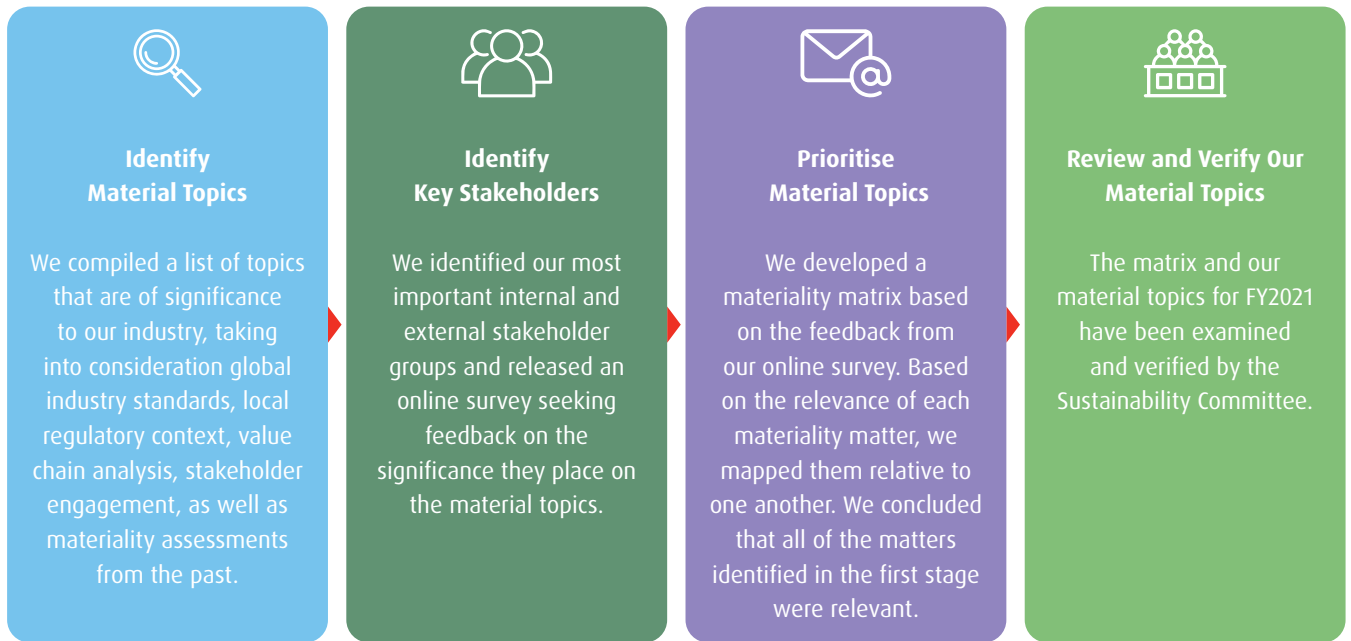 Identify
Material Topics
We compiled a list of topics
that are of significance
to our industry, taking
into consideration global
industry standards, local
regulatory context, value
chain analysis, stakeholder
engagement, as well as
materiality assessments
from the past.
Identify
Key Stakeholders
We identified our most
important internal and
external stakeholder
groups and released an
online survey seeking
feedback on the
significance they place on
the material topics.
Prioritise
Material Topics
We developed a
materiality matrix based
on the feedback from
our online survey. Based
on the relevance of each
materiality matter, we
mapped them relative to
one another. We concluded
that all of the matters
identified in the first stage
were relevant.
Review and Verify Our
Material Topics
The matrix and our
material topics for FY2021
have been examined
and verified by the
Sustainability Committee.